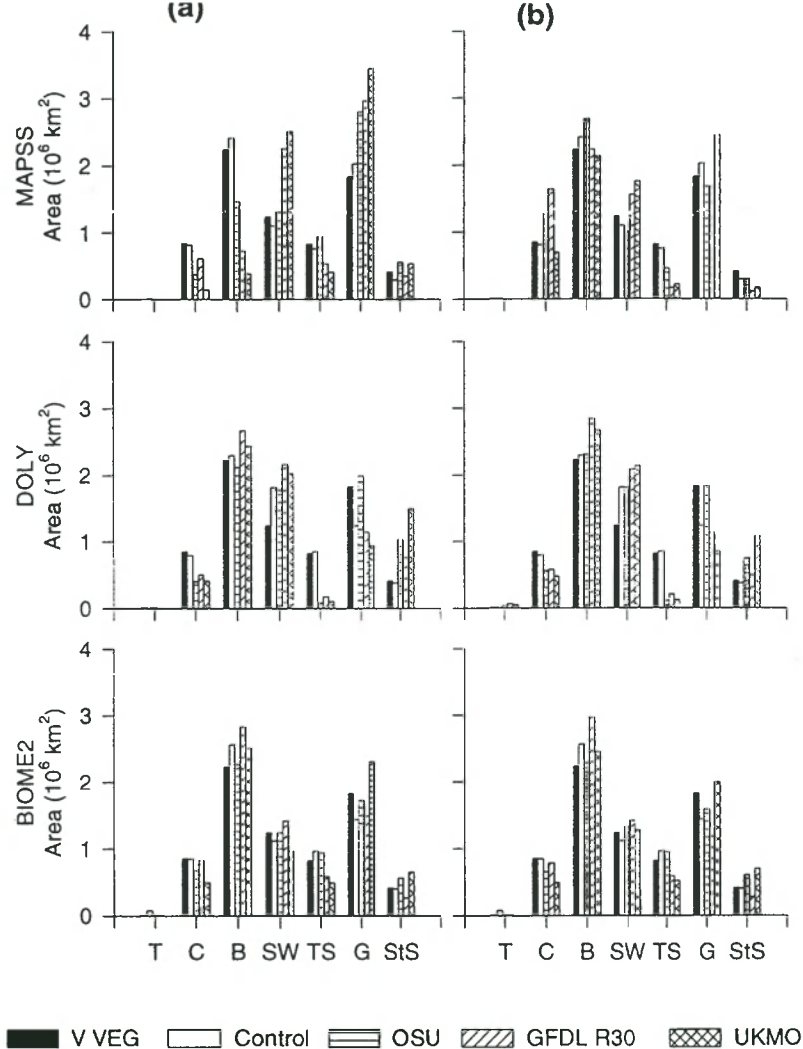 (a) (b)
MAPSS
Area (10⁶ km²)
4
3
2
1
0
DOLY
Area (10⁶ km²)
4
3
2
1
0
BIOME2
Area (10⁶ km²)
4
3
2
1
0
T C B SW TS G StS T C B SW TS G StS
V VEG Control OSU GFDL R30 UKMO